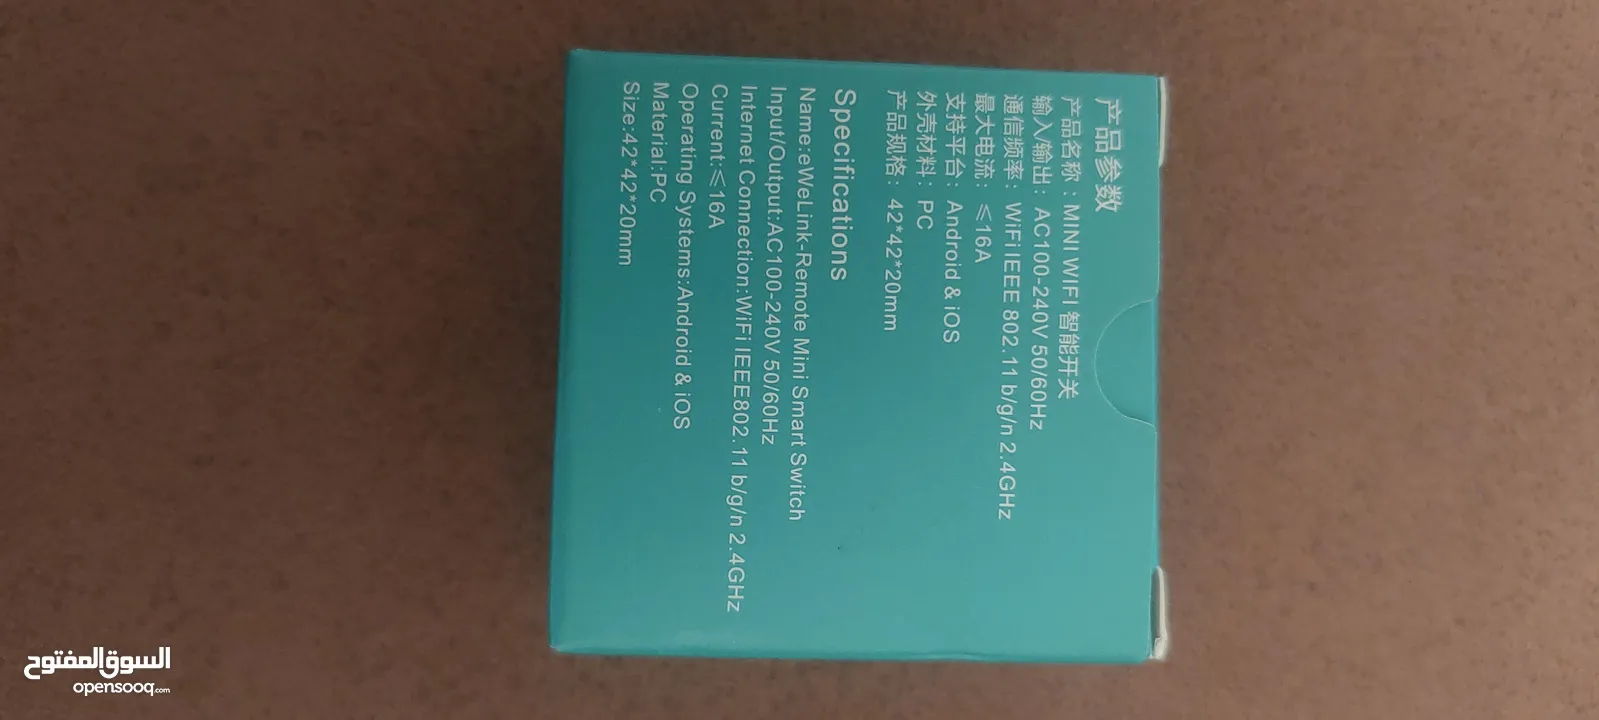 产品参数
产品名称：MINI WIFI 智能开关
输入/输出：AC100-240V 50/60Hz
通信频率：WiFi IEEE 802.11 b/g/n 2.4GHz
最大电流：≤16A
支持平台：Android & iOS
外壳材料：PC
产品规格：42*42*20mm
Specifications
Name:eWeLink-Remote Mini Smart Switch
Input/Output:AC100-240V 50/60Hz
Internet Connection:WiFi IEEE802.11 b/g/n 2.4GHz
Current:≤16A
Operating Systems:Android & iOS
Material:PC
Size:42*42*20mm
السوق المفتوح
opensooq.com